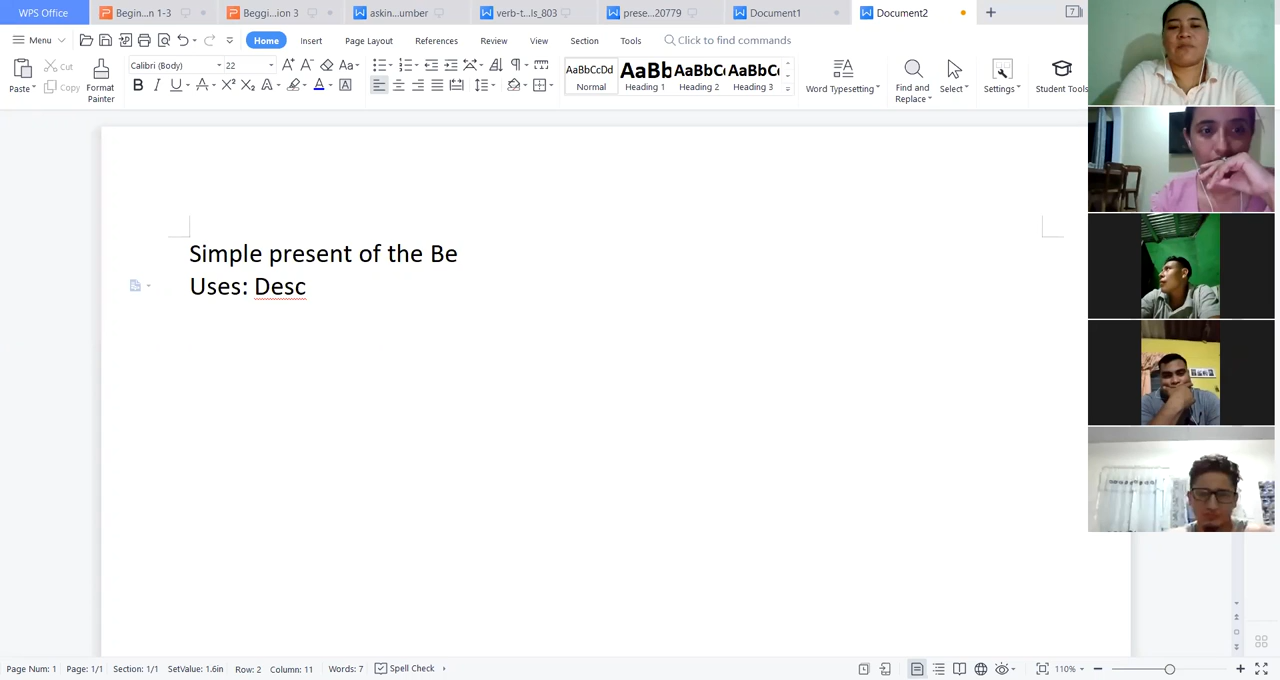 WPS Office
Begin...n 1-3
Beggi...ion 3
askin...umber
verb-t...ls_803
prese...20779
Document1
Document2
7
Menu
Home
Insert
Page Layout
References
Review
View
Section
Tools
Click to find commands
Paste
Cut
Copy
Format
Painter
Calibri (Body)
22
AaBbCcDd
Normal
AaBb
Heading 1
AaBbC
Heading 2
AaBbC
Heading 3
Word Typesetting
Find and
Replace
Select
Settings
Student Tools
Simple present of the Be
Uses: Desc
Page Num: 1
Page: 1/1
Section: 1/1
SetValue: 1.6in
Row: 2
Column: 11
Words: 7
Spell Check
110%